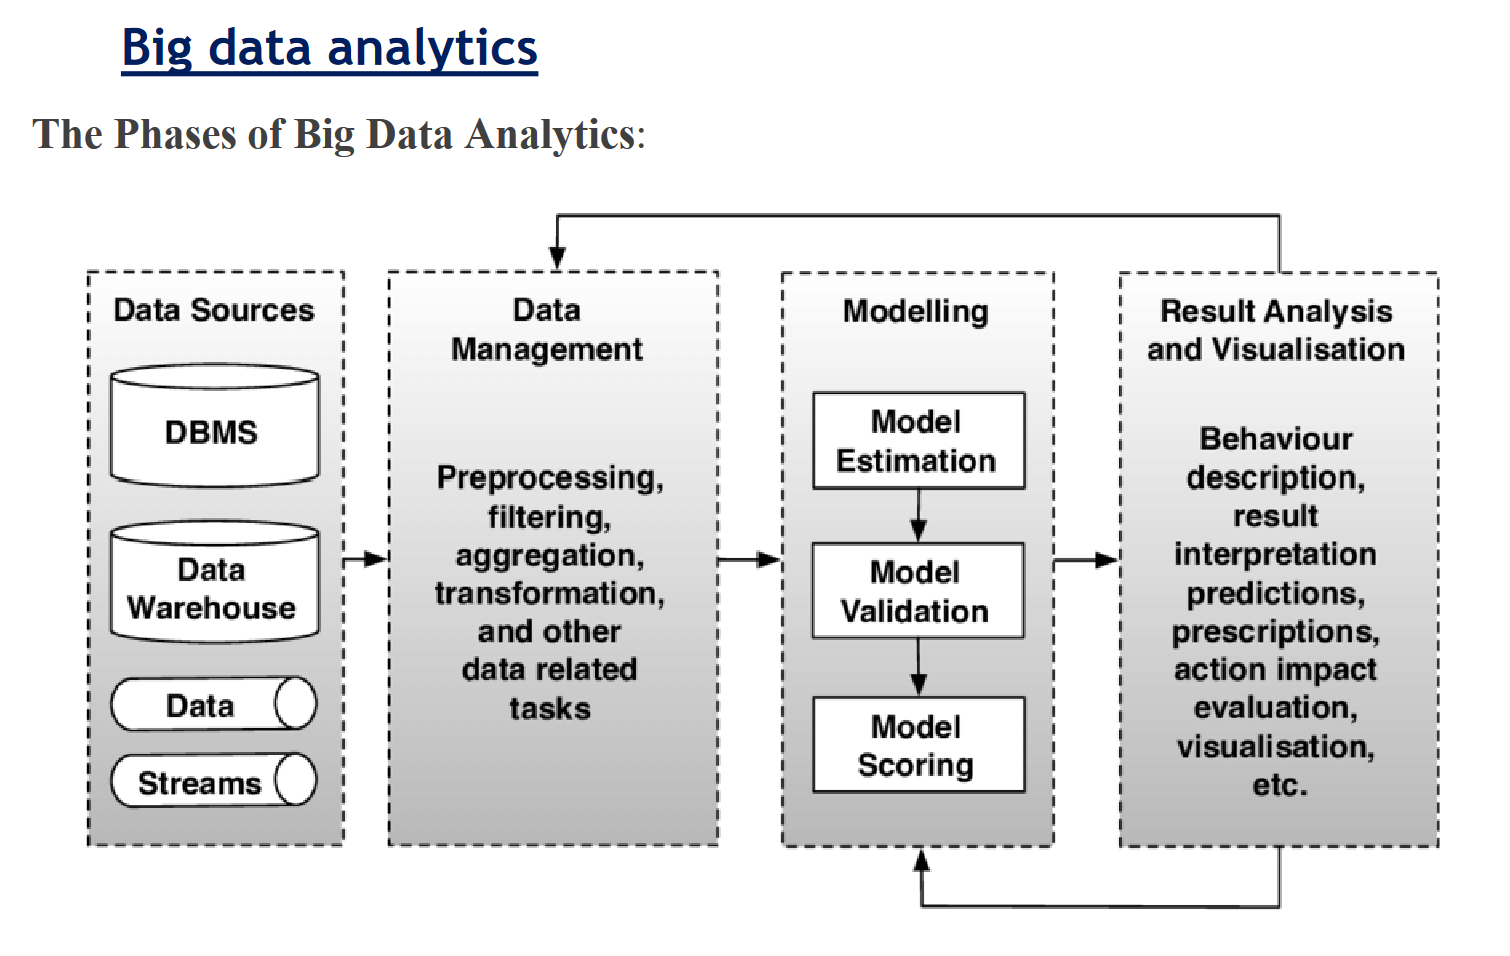 Big data analytics
The Phases of Big Data Analytics:
Data Sources
DBMS
Data
Warehouse
Data
Streams
Data
Management
Preprocessing,
filtering,
aggregation,
transformation,
and other
data related
tasks
Modelling
Model
Estimation
Model
Validation
Model
Scoring
Result Analysis
and Visualisation
Behaviour
description,
result
interpretation
predictions,
prescriptions,
action impact
evaluation,
visualisation,
etc.